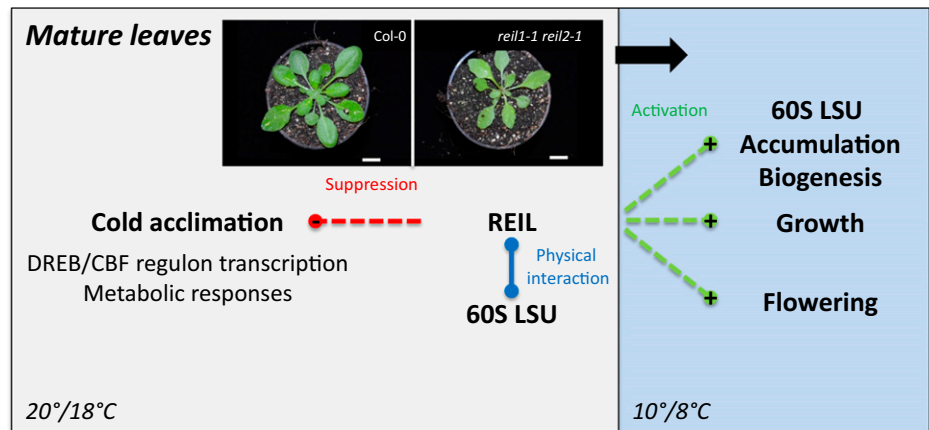 Mature leaves
Col-0
reil1-1 reil2-1
Suppression
Cold acclimation
-
REIL
DREB/CBF regulon transcription
Metabolic responses
Physical
interaction
60S LSU
20°/18°C
Activation
+
60S LSU
Accumulation
Biogenesis
+
Growth
+
Flowering
10°/8°C